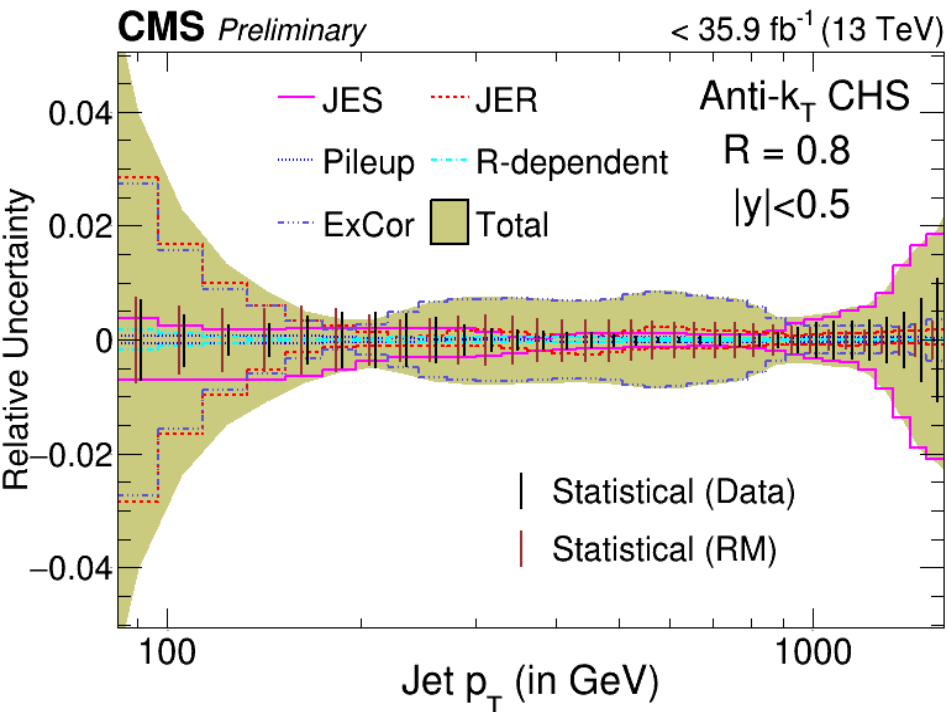 CMS Preliminary < 35.9 fb⁻¹ (13 TeV)
JES JER Anti-k_T CHS
Pileup R-dependent R = 0.8
ExCor Total |y|<0.5
0.04
0.02
0
−0.02
−0.04
Relative Uncertainty
Statistical (Data)
Statistical (RM)
100 1000
Jet p_T (in GeV)